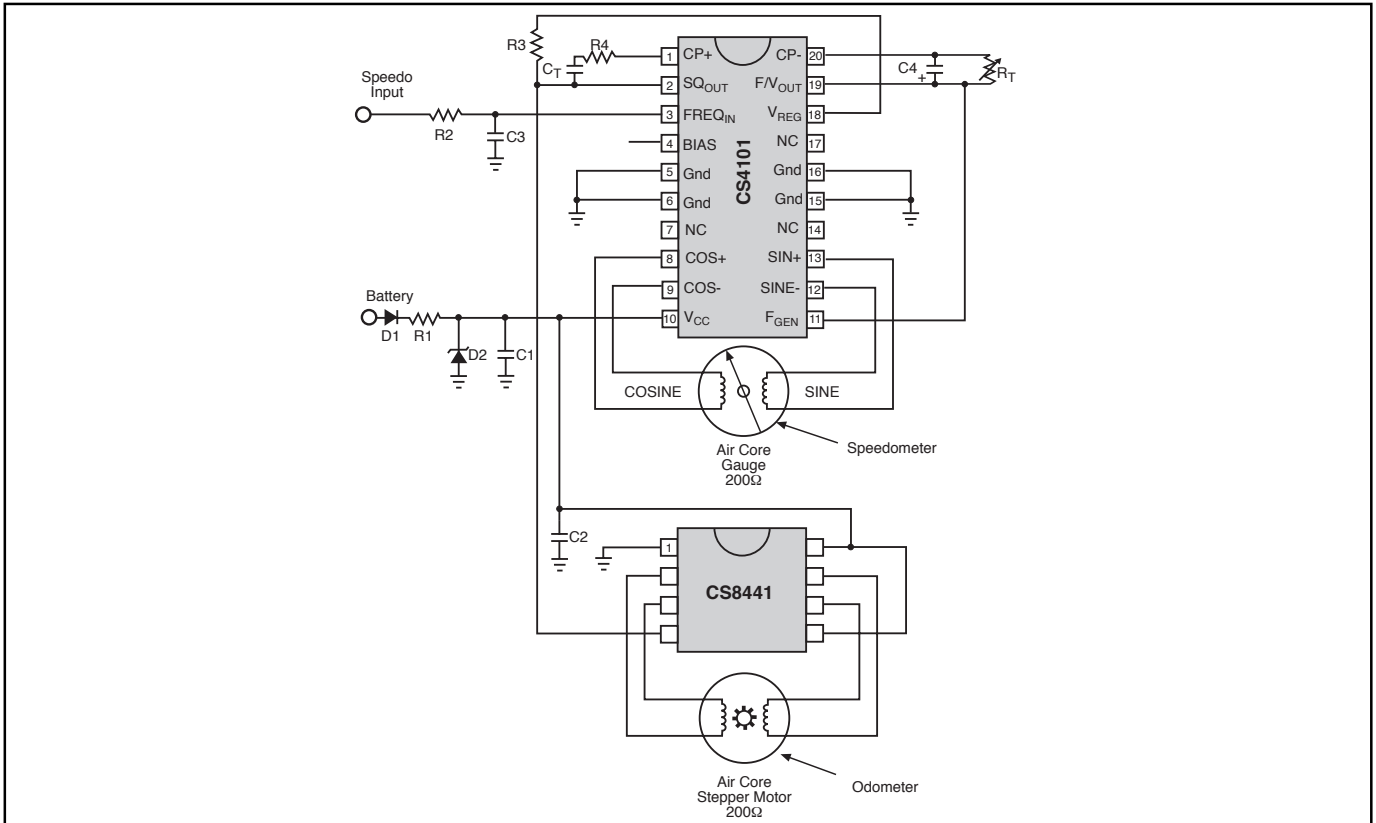 R3
R4
C_T
1 CP+
CP- 20
C4
+
R_T
Speedo
Input
2 SQ_OUT
F/V_OUT 19
R2
C3
3 FREQ_IN
V_REG 18
4 BIAS
NC 17
5 Gnd
Gnd 16
CS4101
6 Gnd
Gnd 15
7 NC
NC 14
8 COS+
SIN+ 13
9 COS-
SINE- 12
Battery
10 V_CC
F_GEN 11
D1
R1
D2
C1
COSINE
SINE
Speedometer
Air Core
Gauge
200Ω
C2
1
CS8441
Odometer
Air Core
Stepper Motor
200Ω